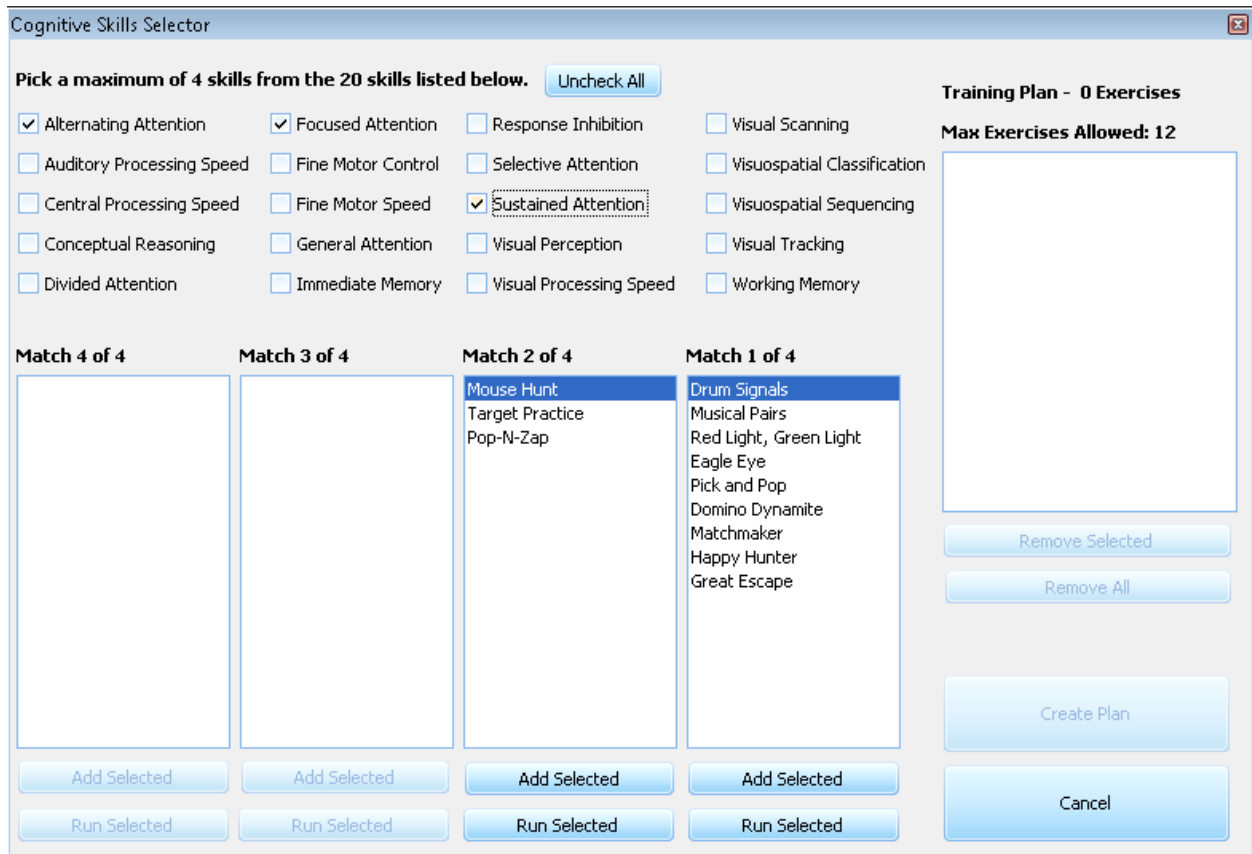 Cognitive Skills Selector
Pick a maximum of 4 skills from the 20 skills listed below.
Uncheck All
Alternating Attention
Focused Attention
Response Inhibition
Visual Scanning
Auditory Processing Speed
Fine Motor Control
Selective Attention
Visuospatial Classification
Central Processing Speed
Fine Motor Speed
Sustained Attention
Visuospatial Sequencing
Conceptual Reasoning
General Attention
Visual Perception
Visual Tracking
Divided Attention
Immediate Memory
Visual Processing Speed
Working Memory
Training Plan - 0 Exercises
Max Exercises Allowed: 12
Match 4 of 4
Match 3 of 4
Match 2 of 4
Match 1 of 4
Mouse Hunt
Target Practice
Pop-N-Zap
Drum Signals
Musical Pairs
Red Light, Green Light
Eagle Eye
Pick and Pop
Domino Dynamite
Matchmaker
Happy Hunter
Great Escape
Add Selected
Add Selected
Add Selected
Add Selected
Run Selected
Run Selected
Run Selected
Run Selected
Remove Selected
Remove All
Create Plan
Cancel